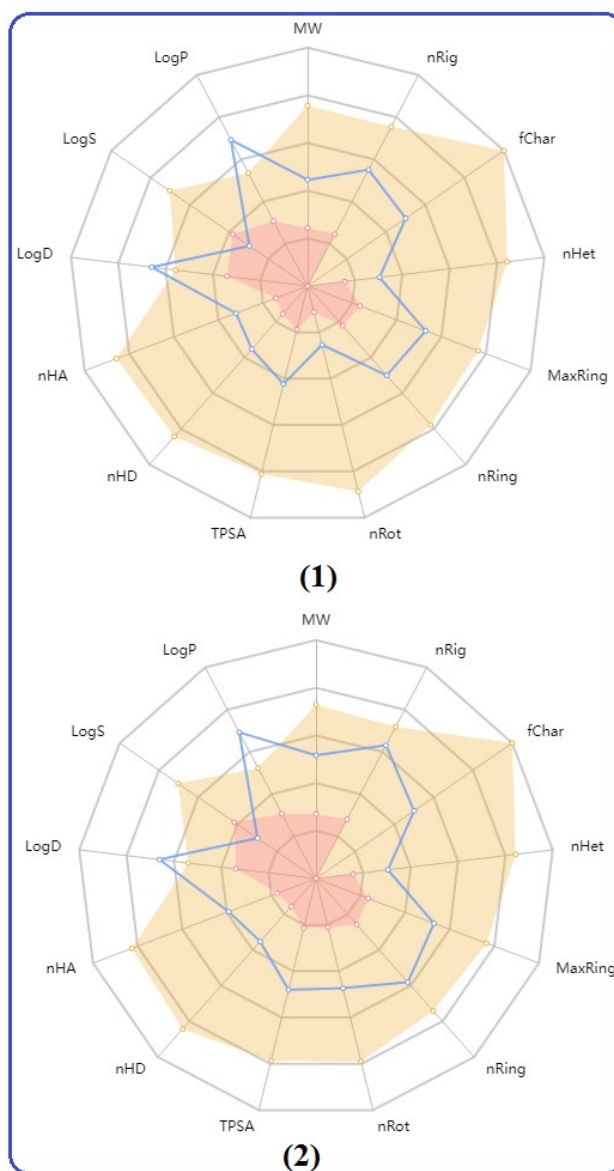 MW
LogP
nRig
LogS
fChar
LogD
nHet
nHA
MaxRing
nHD
nRing
TPSA
nRot
(1)
MW
LogP
nRig
LogS
fChar
LogD
nHet
nHA
MaxRing
nHD
nRing
TPSA
nRot
(2)